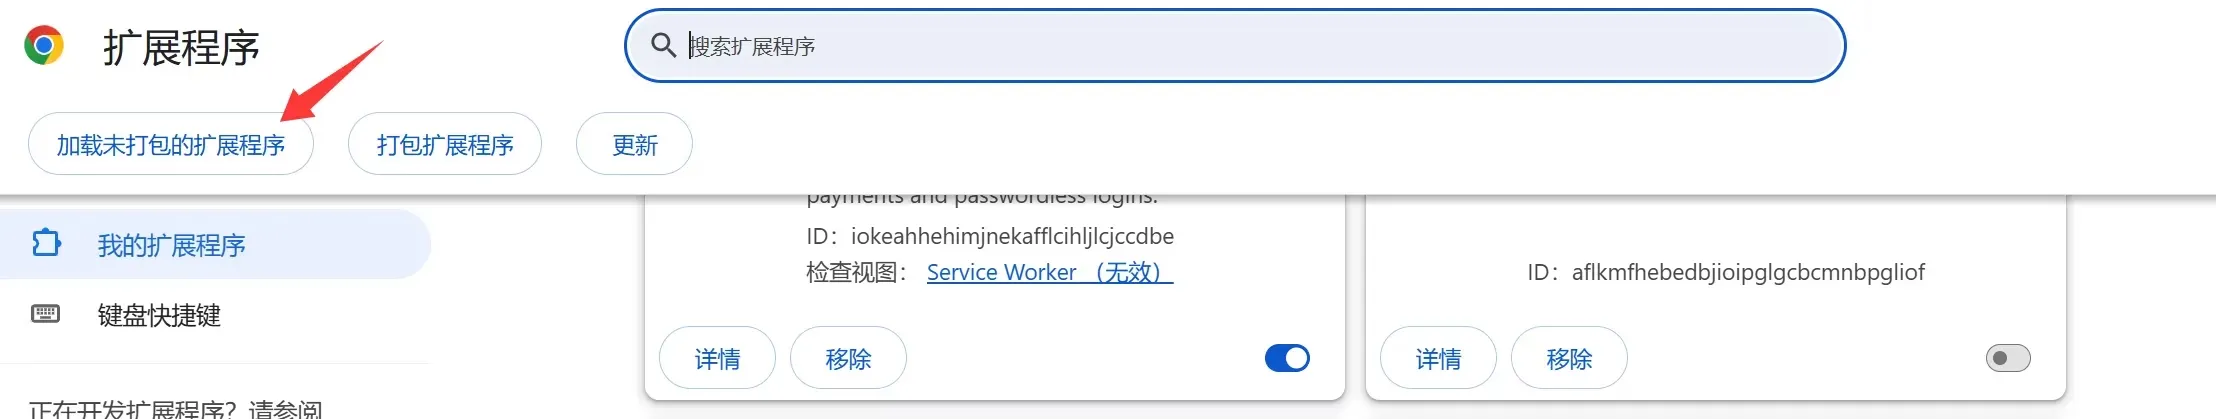 扩展程序
搜索扩展程序
加载未打包的扩展程序
打包扩展程序
更新
我的扩展程序
键盘快捷键
正在开发扩展程序？请参阅
payments and passwordless logins.
ID：iokeahhehimjnekafflcihljlcjccdbe
检查视图： Service Worker （无效）
详情
移除
ID：aflkmfhebedbjioipglgcbcmnbpgliof
详情
移除